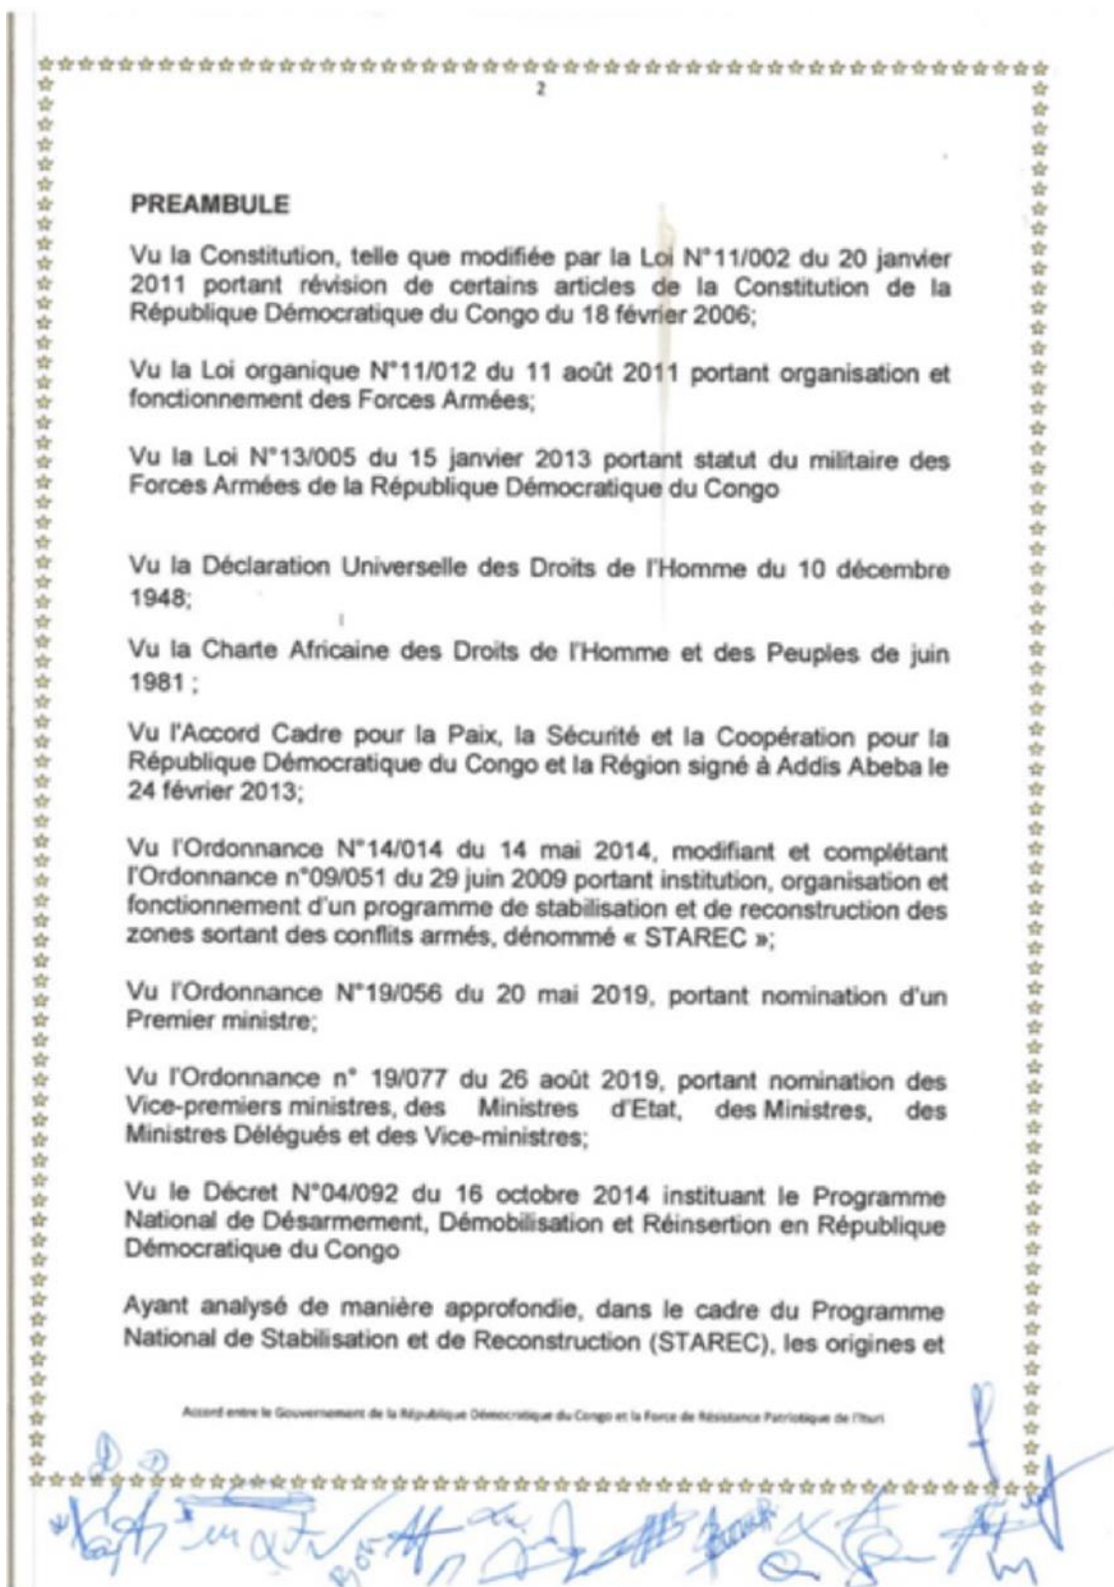 2
PREAMBULE
Vu la Constitution, telle que modifiée par la Loi N°11/002 du 20 janvier
2011 portant révision de certains articles de la Constitution de la
République Démocratique du Congo du 18 février 2006;
Vu la Loi organique N°11/012 du 11 août 2011 portant organisation et
fonctionnement des Forces Armées;
Vu la Loi N°13/005 du 15 janvier 2013 portant statut du militaire des
Forces Armées de la République Démocratique du Congo
Vu la Déclaration Universelle des Droits de l'Homme du 10 décembre
1948;
Vu la Charte Africaine des Droits de l'Homme et des Peuples de juin
1981 ;
Vu l'Accord Cadre pour la Paix, la Sécurité et la Coopération pour la
République Démocratique du Congo et la Région signé à Addis Abeba le
24 février 2013;
Vu l'Ordonnance N°14/014 du 14 mai 2014, modifiant et complétant
l'Ordonnance n°09/051 du 29 juin 2009 portant institution, organisation et
fonctionnement d'un programme de stabilisation et de reconstruction des
zones sortant des conflits armés, dénommé « STAREC »;
Vu l'Ordonnance N°19/056 du 20 mai 2019, portant nomination d'un
Premier ministre;
Vu l'Ordonnance n° 19/077 du 26 août 2019, portant nomination des
Vice-premiers ministres, des Ministres d'Etat, des Ministres, des
Ministres Délégués et des Vice-ministres;
Vu le Décret N°04/092 du 16 octobre 2014 instituant le Programme
National de Désarmement, Démobilisation et Réinsertion en République
Démocratique du Congo
Ayant analysé de manière approfondie, dans le cadre du Programme
National de Stabilisation et de Reconstruction (STAREC), les origines et
Accord entre le Gouvernement de la République Démocratique du Congo et la Force de Résistance Patriotique de l'Ituri